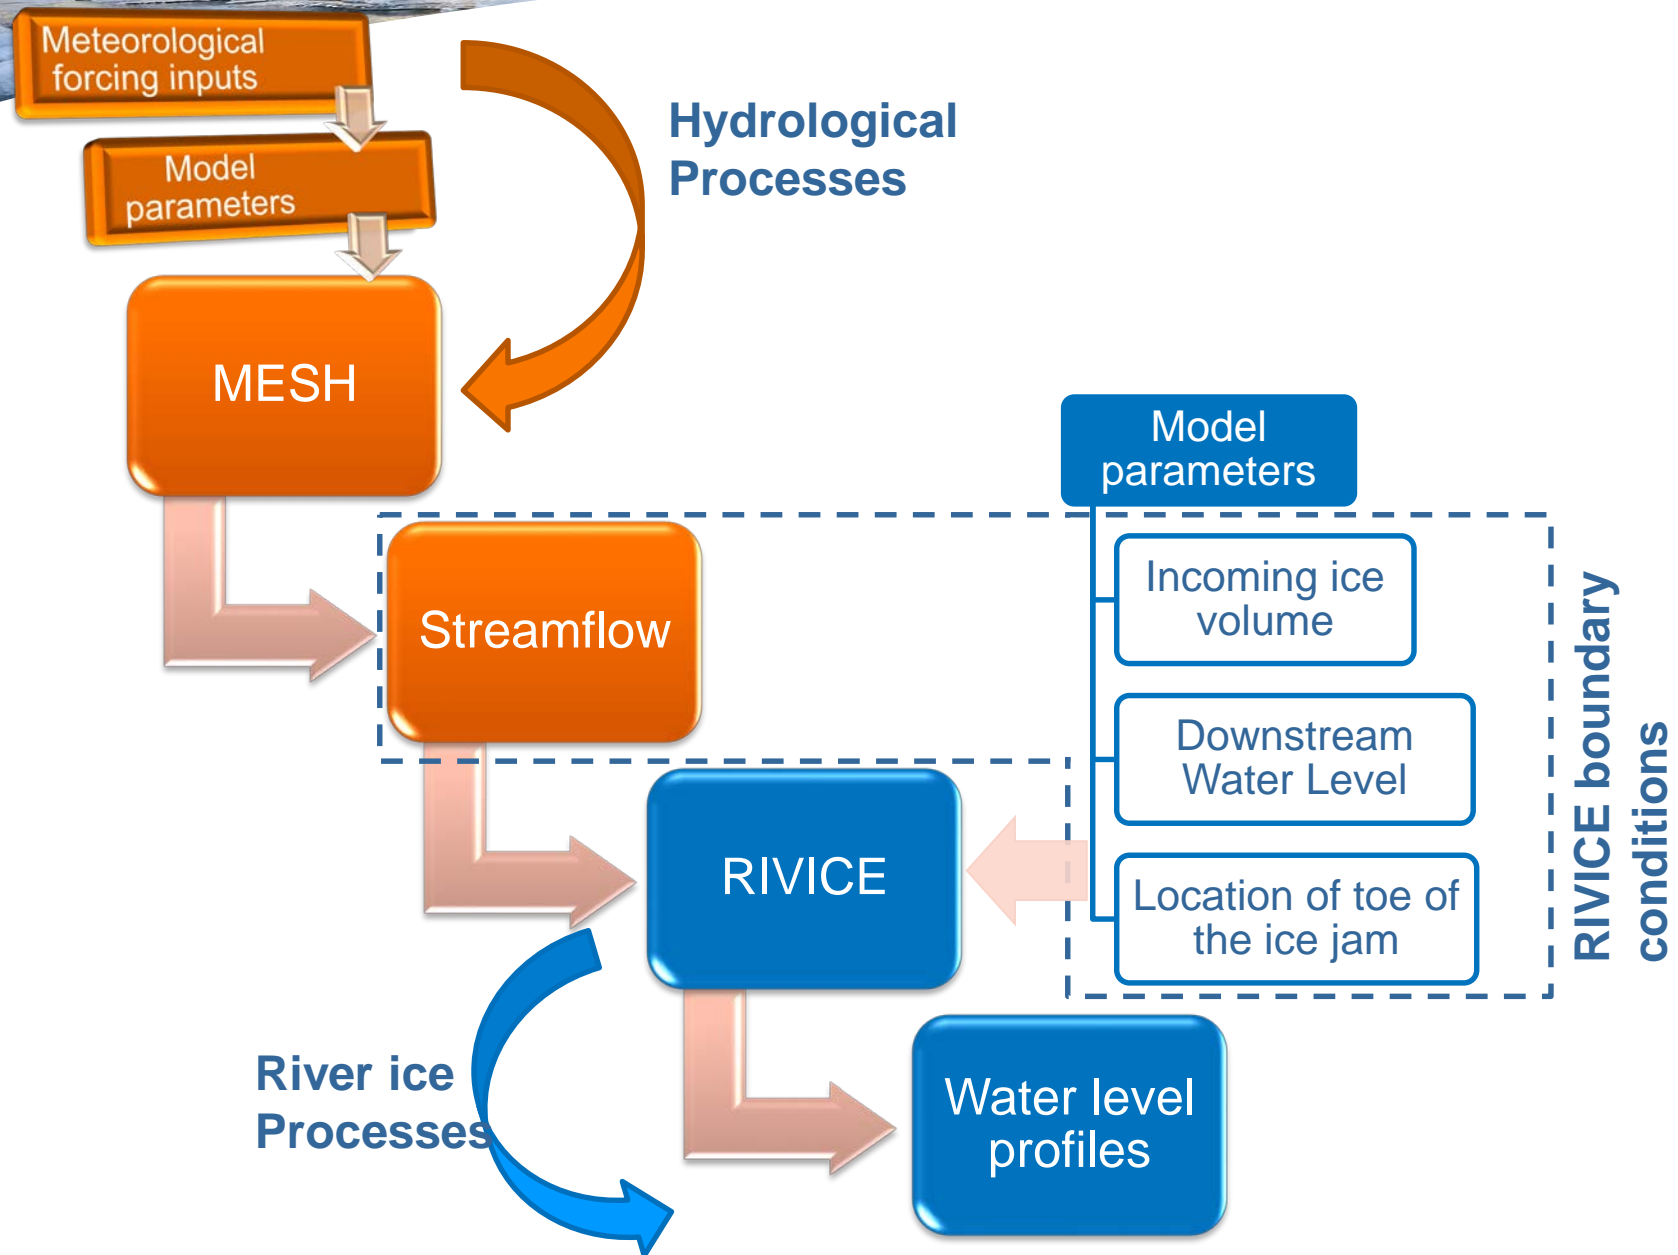 Meteorological
forcing inputs
Model
parameters
Hydrological
Processes
MESH
Model
parameters
Streamflow
Incoming ice
volume
Downstream
Water Level
RIVICE
Location of toe of
the ice jam
RIVICE boundary
conditions
River ice
Processes
Water level
profiles